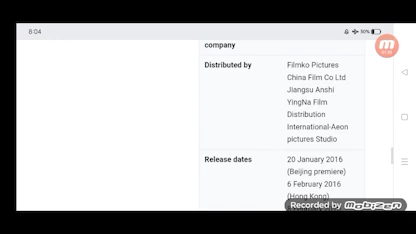 8:04
50%
company
Distributed by
Filmko Pictures
China Film Co Ltd
Jiangsu Anshi
YingNa Film
Distribution
International-Aeon
pictures Studio
Release dates
20 January 2016
(Beijing premiere)
6 February 2016
(Hong Kong)
Recorded by mobizen